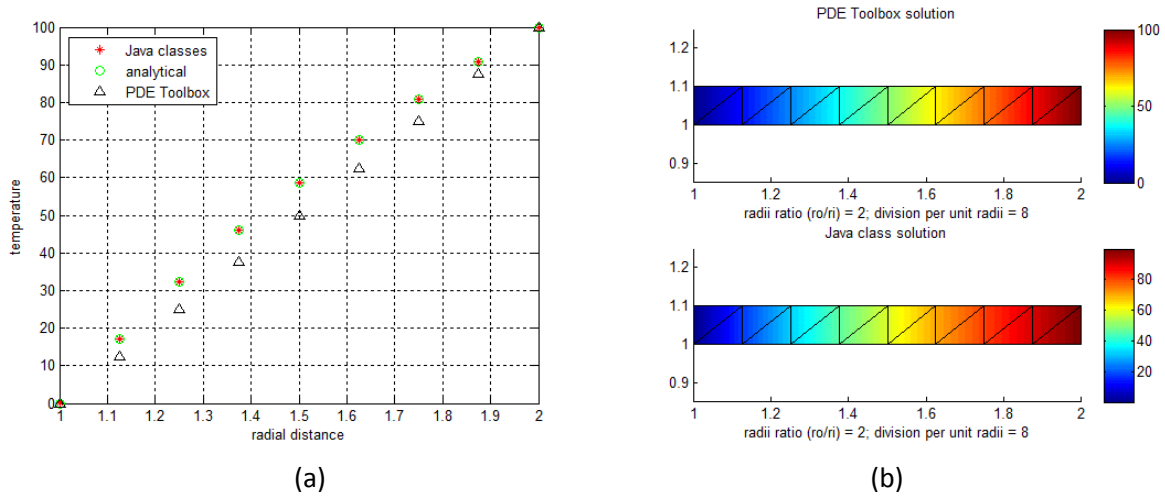 100
90
80
70
60
50
40
30
20
10
0
Java classes
analytical
PDE Toolbox
temperature
1 1.1 1.2 1.3 1.4 1.5 1.6 1.7 1.8 1.9 2
radial distance
(a)
PDE Toolbox solution
1.2
1.1
1
0.9
100
50
0
1 1.2 1.4 1.6 1.8 2
radii ratio (ro/ri) = 2; division per unit radii = 8
Java class solution
1.2
1.1
1
0.9
80
60
40
20
1 1.2 1.4 1.6 1.8 2
radii ratio (ro/ri) = 2; division per unit radii = 8
(b)